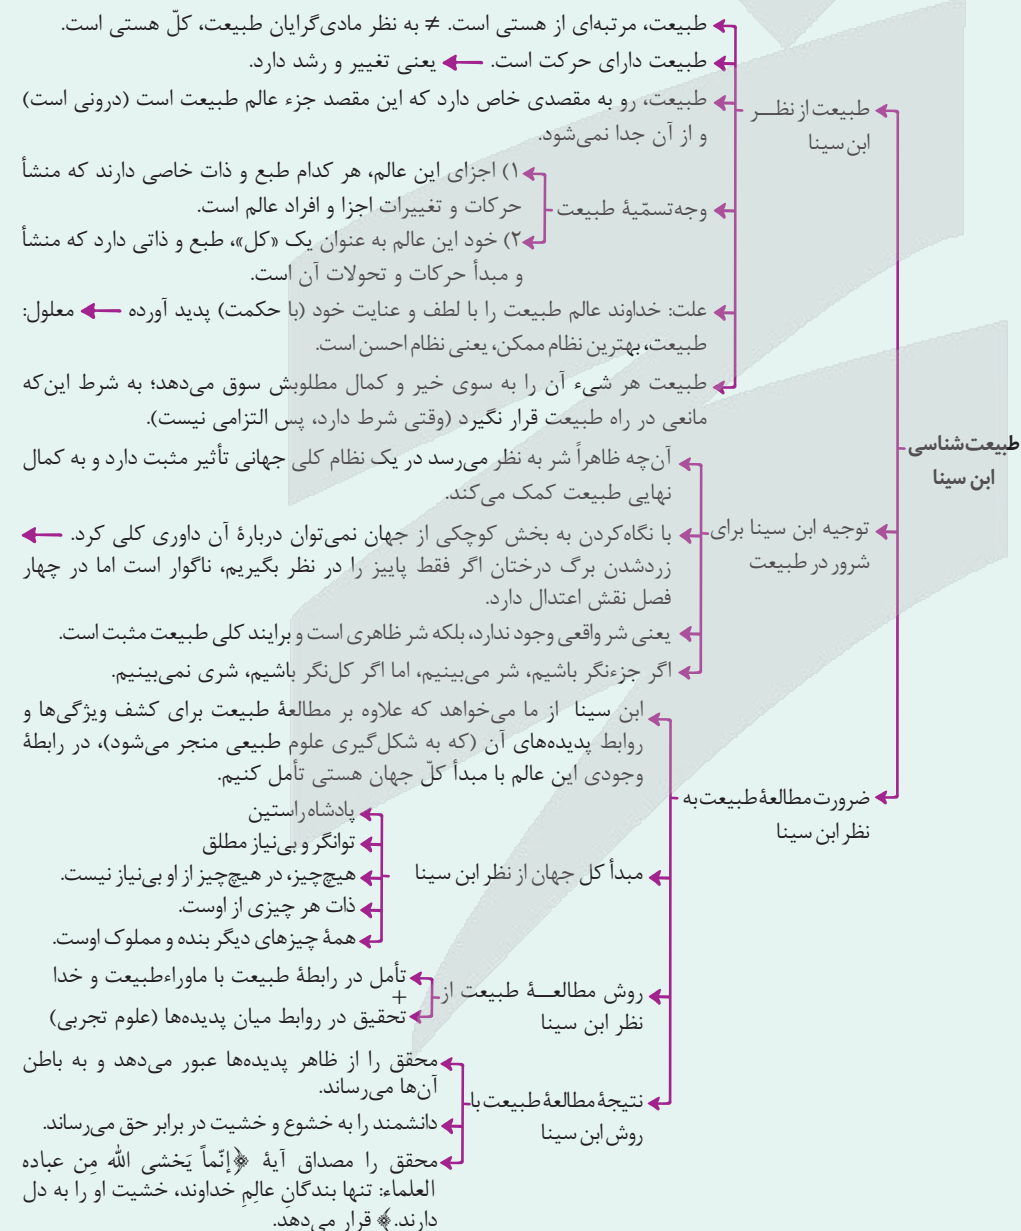 طبیعت‌شناسی
ابن سینا
طبیعت از نظــر
ابن سینا
طبیعت، مرتبه‌ای از هستی است. ≠ به نظر مادی‌گرایان طبیعت، کلّ هستی است.
طبیعت دارای حرکت است. ← یعنی تغییر و رشد دارد.
طبیعت، رو به مقصدی خاص دارد که این مقصد جزء عالم طبیعت است (درونی است)
و از آن جدا نمی‌شود.
وجه‌تسمّیهٔ طبیعت
۱) اجزای این عالم، هر کدام طبع و ذات خاصی دارند که منشأ
حرکات و تغییرات اجزا و افراد عالم است.
۲) خود این عالم به عنوان یک «کل»، طبع و ذاتی دارد که منشأ
و مبدأ حرکات و تحولات آن است.
علت: خداوند عالم طبیعت را با لطف و عنایت خود (با حکمت) پدید آورده ← معلول:
طبیعت، بهترین نظام ممکن، یعنی نظام احسن است.
طبیعت هر شیء آن را به سوی خیر و کمال مطلوبش سوق می‌دهد؛ به شرط این‌که
مانعی در راه طبیعت قرار نگیرد (وقتی شرط دارد، پس التزامی نیست).
توجیه ابن سینا برای
شرور در طبیعت
آن‌چه ظاهراً شر به نظر می‌رسد در یک نظام کلی جهانی تأثیر مثبت دارد و به کمال
نهایی طبیعت کمک می‌کند.
با نگاه‌کردن به بخش کوچکی از جهان نمی‌توان دربارهٔ آن داوری کلی کرد. ←
زردشدن برگ درختان اگر فقط پاییز را در نظر بگیریم، ناگوار است اما در چهار
فصل نقش اعتدال دارد.
یعنی شر واقعی وجود ندارد، بلکه شر ظاهری است و برایند کلی طبیعت مثبت است.
اگر جزءنگر باشیم، شر می‌بینیم، اما اگر کل‌نگر باشیم، شری نمی‌بینیم.
ضرورت مطالعهٔ طبیعت به
نظر ابن سینا
ابن سینا از ما می‌خواهد که علاوه بر مطالعهٔ طبیعت برای کشف ویژگی‌ها و
روابط پدیده‌های آن (که به شکل‌گیری علوم طبیعی منجر می‌شود)، در رابطهٔ
وجودی این عالم با مبدأ کلّ جهان هستی تأمل کنیم.
مبدأ کل جهان از نظر ابن سینا
پادشاه راستین
توانگر و بی‌نیاز مطلق
هیچ‌چیز، در هیچ‌چیز از او بی‌نیاز نیست.
ذات هر چیزی از اوست.
همهٔ چیزهای دیگر بنده و مملوک اوست.
روش مطالعــهٔ طبیعت از
نظر ابن سینا
تأمل در رابطهٔ طبیعت با ماوراءطبیعت و خدا
+
تحقیق در روابط میان پدیده‌ها (علوم تجربی)
نتیجهٔ مطالعهٔ طبیعت با
روش ابن سینا
محقق را از ظاهر پدیده‌ها عبور می‌دهد و به باطن
آن‌ها می‌رساند.
دانشمند را به خشوع و خشیت در برابر حق می‌رساند.
محقق را مصداق آیهٔ ﴿إنّماً یَخشی الله مِن عباده
العلماء: تنها بندگانِ عالِمِ خداوند، خشیت او را به دل
دارند.﴾ قرار می‌دهد.